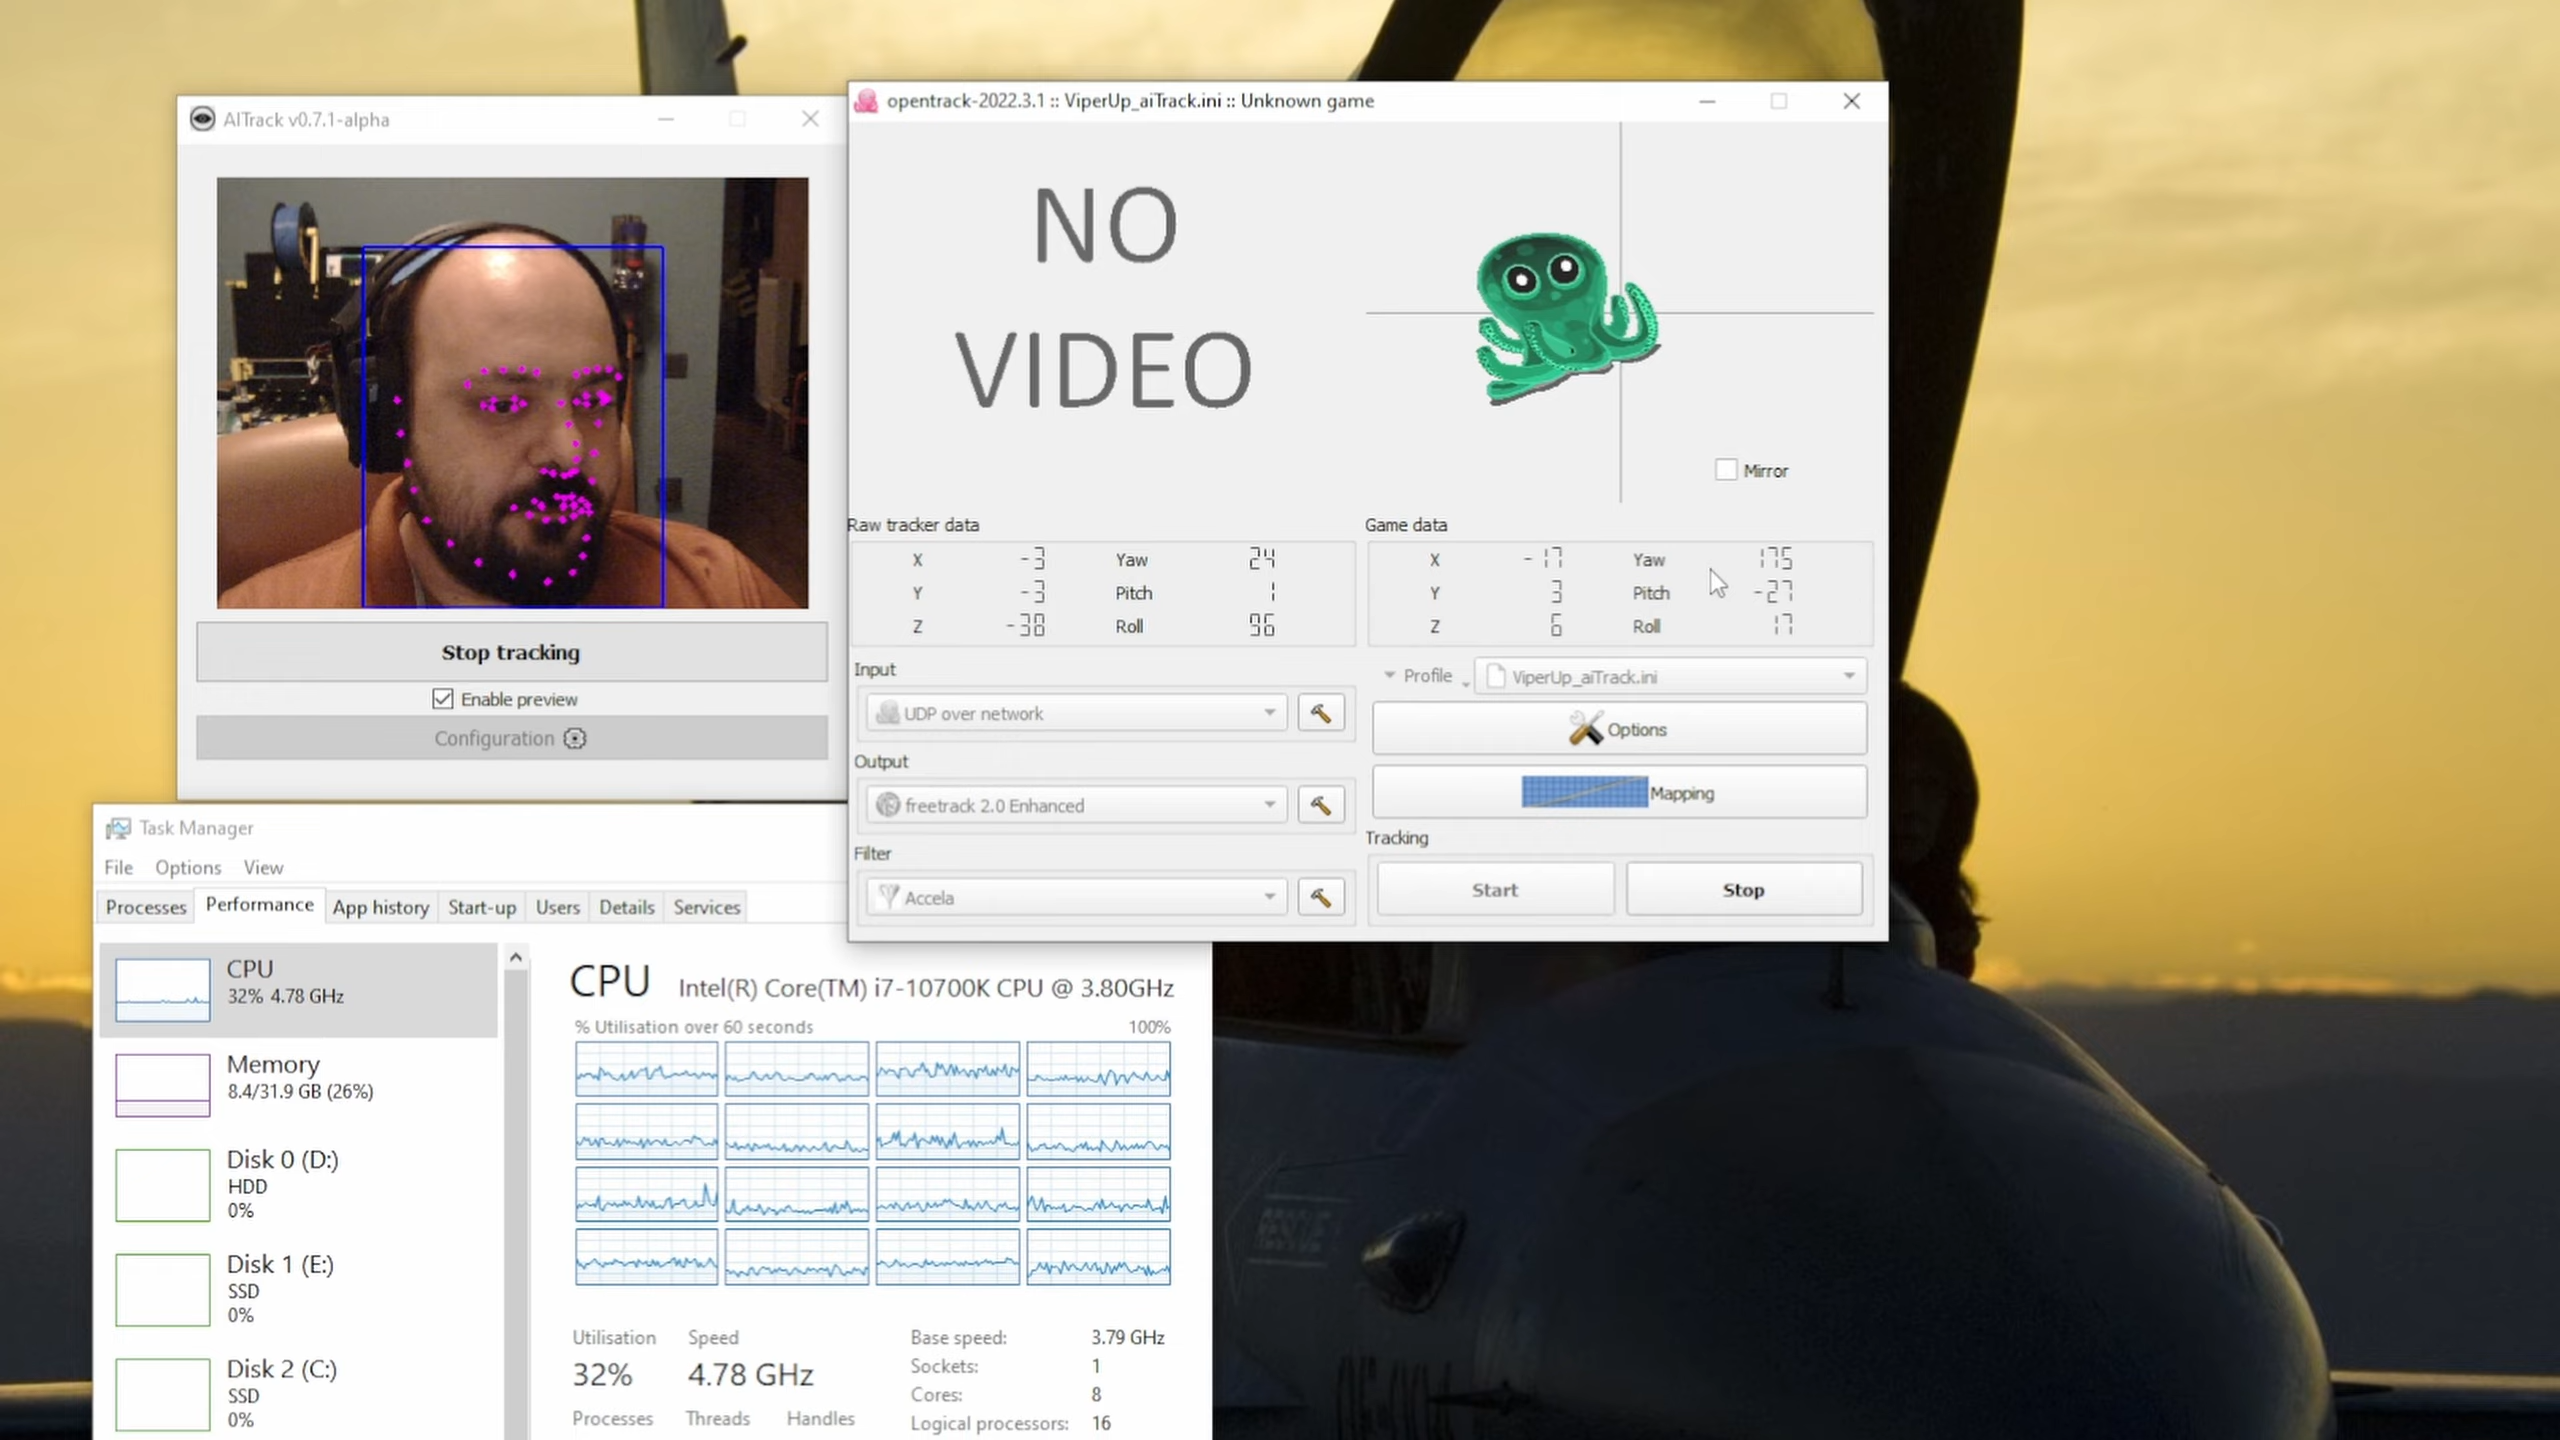 AITrack v0.7.1-alpha
Stop tracking
Enable preview
Configuration
opentrack-2022.3.1 :: ViperUp_aiTrack.ini :: Unknown game
NO
VIDEO
Mirror
Raw tracker data
X -3 Yaw 24
Y -3 Pitch 1
Z -38 Roll 96
Game data
X -17 Yaw 175
Y 3 Pitch -27
Z 6 Roll 17
Input
UDP over network
Output
freetrack 2.0 Enhanced
Filter
Accela
Profile ViperUp_aiTrack.ini
Options
Mapping
Tracking
Start Stop
Task Manager
File Options View
Processes Performance App history Start-up Users Details Services
CPU
32% 4.78 GHz
Memory
8.4/31.9 GB (26%)
Disk 0 (D:)
HDD
0%
Disk 1 (E:)
SSD
0%
Disk 2 (C:)
SSD
0%
CPU Intel(R) Core(TM) i7-10700K CPU @ 3.80GHz
% Utilisation over 60 seconds 100%
Utilisation Speed
32% 4.78 GHz
Processes Threads Handles
Base speed: 3.79 GHz
Sockets: 1
Cores: 8
Logical processors: 16